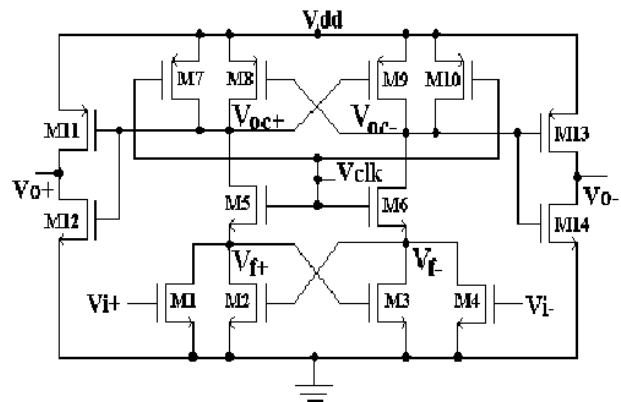 Vdd
M7 M8 M9 M10
M11 Voc+ Voc- M13
Vo+ Vclk Vo-
M12 M5 M6 M14
Vf+ Vf-
Vi+ M1 M2 M3 M4 Vi-